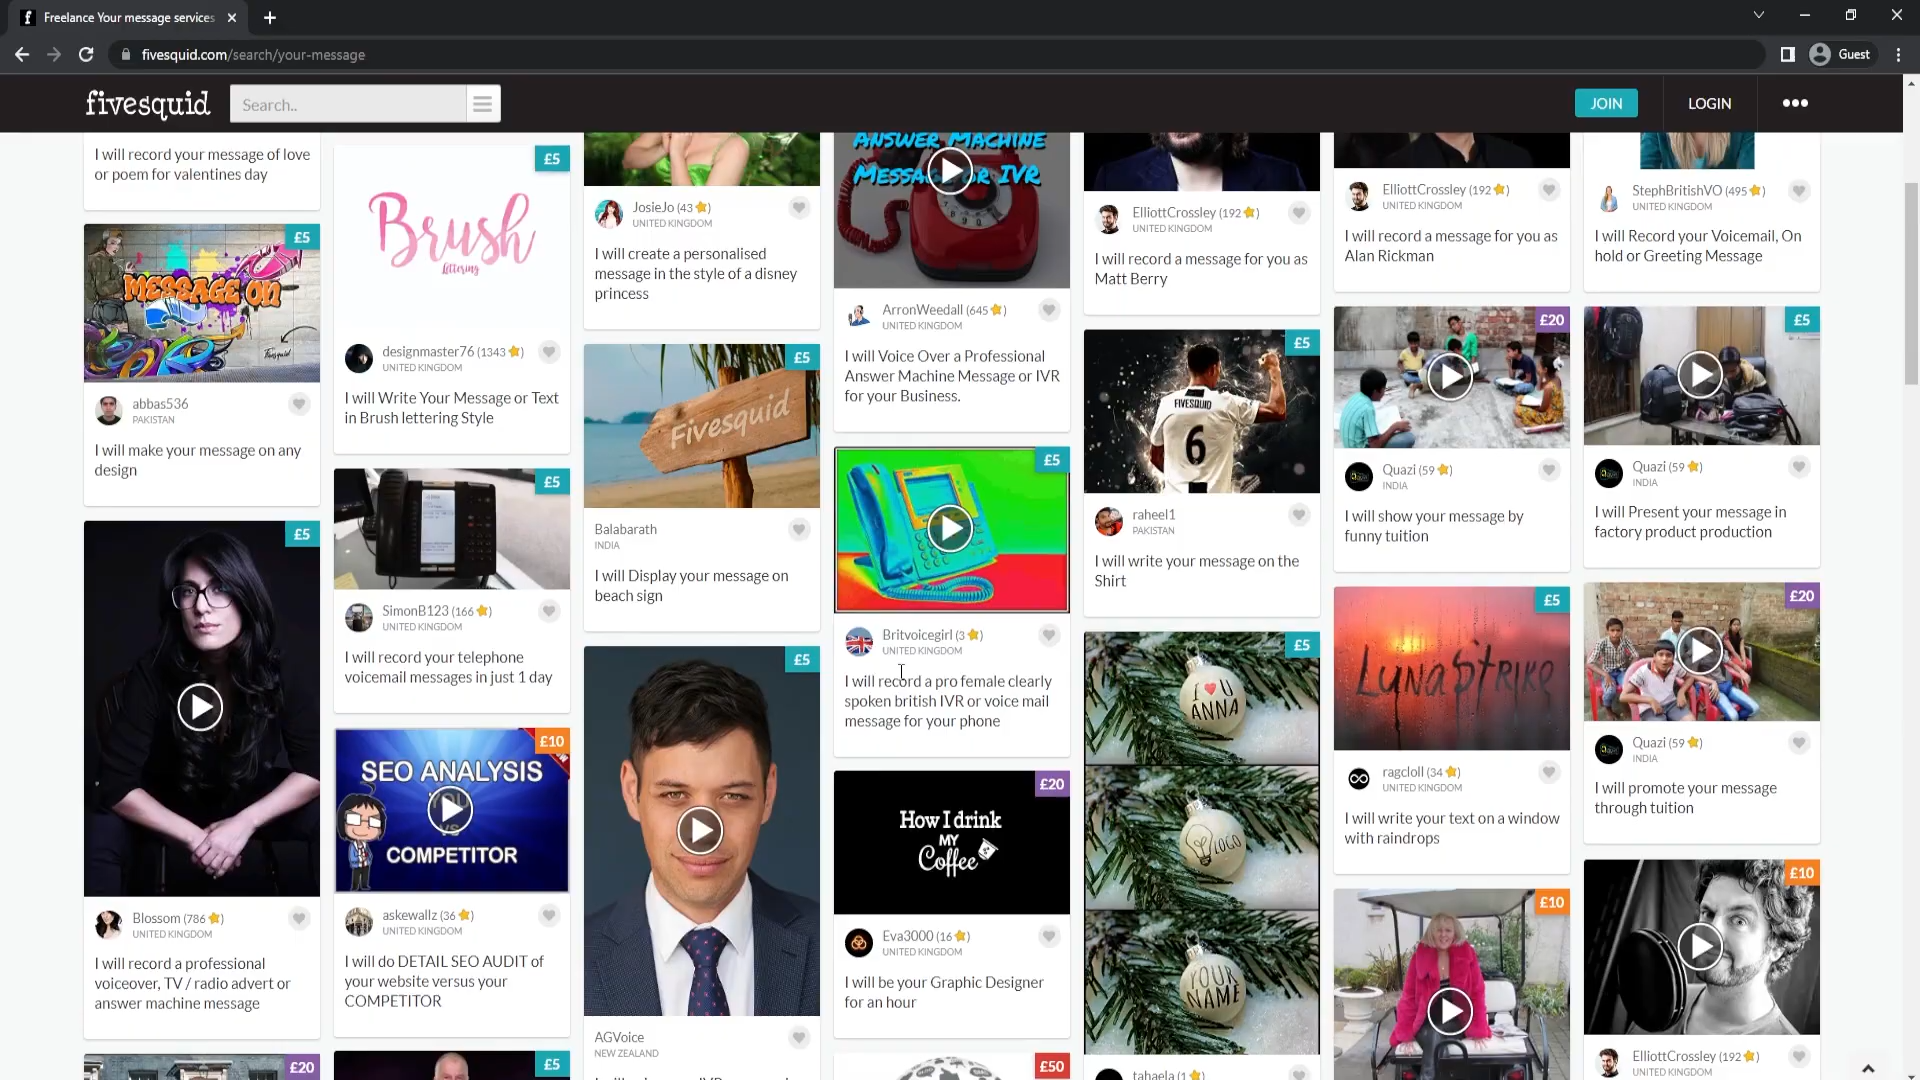 Freelance Your message services
fivesquid.com/search/your-message
Guest
fivesquid
Search..
JOIN
LOGIN
I will record your message of love
or poem for valentines day
£5
MESSAGE ON
Fivesquid
abbas536
PAKISTAN
I will make your message on any
design
£5
Blossom (786)
UNITED KINGDOM
I will record a professional
voiceover, TV / radio advert or
answer machine message
£20
£5
Brush
lettering
designmaster76 (1343)
UNITED KINGDOM
I will Write Your Message or Text
in Brush lettering Style
£5
SimonB123 (166)
UNITED KINGDOM
I will record your telephone
voicemail messages in just 1 day
£10
SEO ANALYSIS
YOU
VS
COMPETITOR
askewallz (36)
UNITED KINGDOM
I will do DETAIL SEO AUDIT of
your website versus your
COMPETITOR
£5
JosieJo (43)
UNITED KINGDOM
I will create a personalised
message in the style of a disney
princess
£5
Fivesquid
Balabarath
INDIA
I will Display your message on
beach sign
£5
AGVoice
NEW ZEALAND
ANSWER MACHINE
MESSAGE OR IVR
ArronWeedall (645)
UNITED KINGDOM
I will Voice Over a Professional
Answer Machine Message or IVR
for your Business.
£5
Britvoicegirl (3)
UNITED KINGDOM
I will record a pro female clearly
spoken british IVR or voice mail
message for your phone
£20
How I drink
MY
Coffee
Eva3000 (16)
UNITED KINGDOM
I will be your Graphic Designer
for an hour
£50
ElliottCrossley (192)
UNITED KINGDOM
I will record a message for you as
Matt Berry
£5
FIVESQUID
6
raheel1
PAKISTAN
I will write your message on the
Shirt
£5
I ♥ U
ANNA
LOGO
YOUR
NAME
tahaela (1)
ElliottCrossley (192)
UNITED KINGDOM
I will record a message for you as
Alan Rickman
£20
Quazi (59)
INDIA
I will show your message by
funny tuition
£5
LUNASTRIKE
ragcloll (34)
UNITED KINGDOM
I will write your text on a window
with raindrops
£10
StephBritishVO (495)
UNITED KINGDOM
I will Record your Voicemail, On
hold or Greeting Message
£5
Quazi (59)
INDIA
I will Present your message in
factory product production
£20
Quazi (59)
INDIA
I will promote your message
through tuition
£10
ElliottCrossley (192)
UNITED KINGDOM